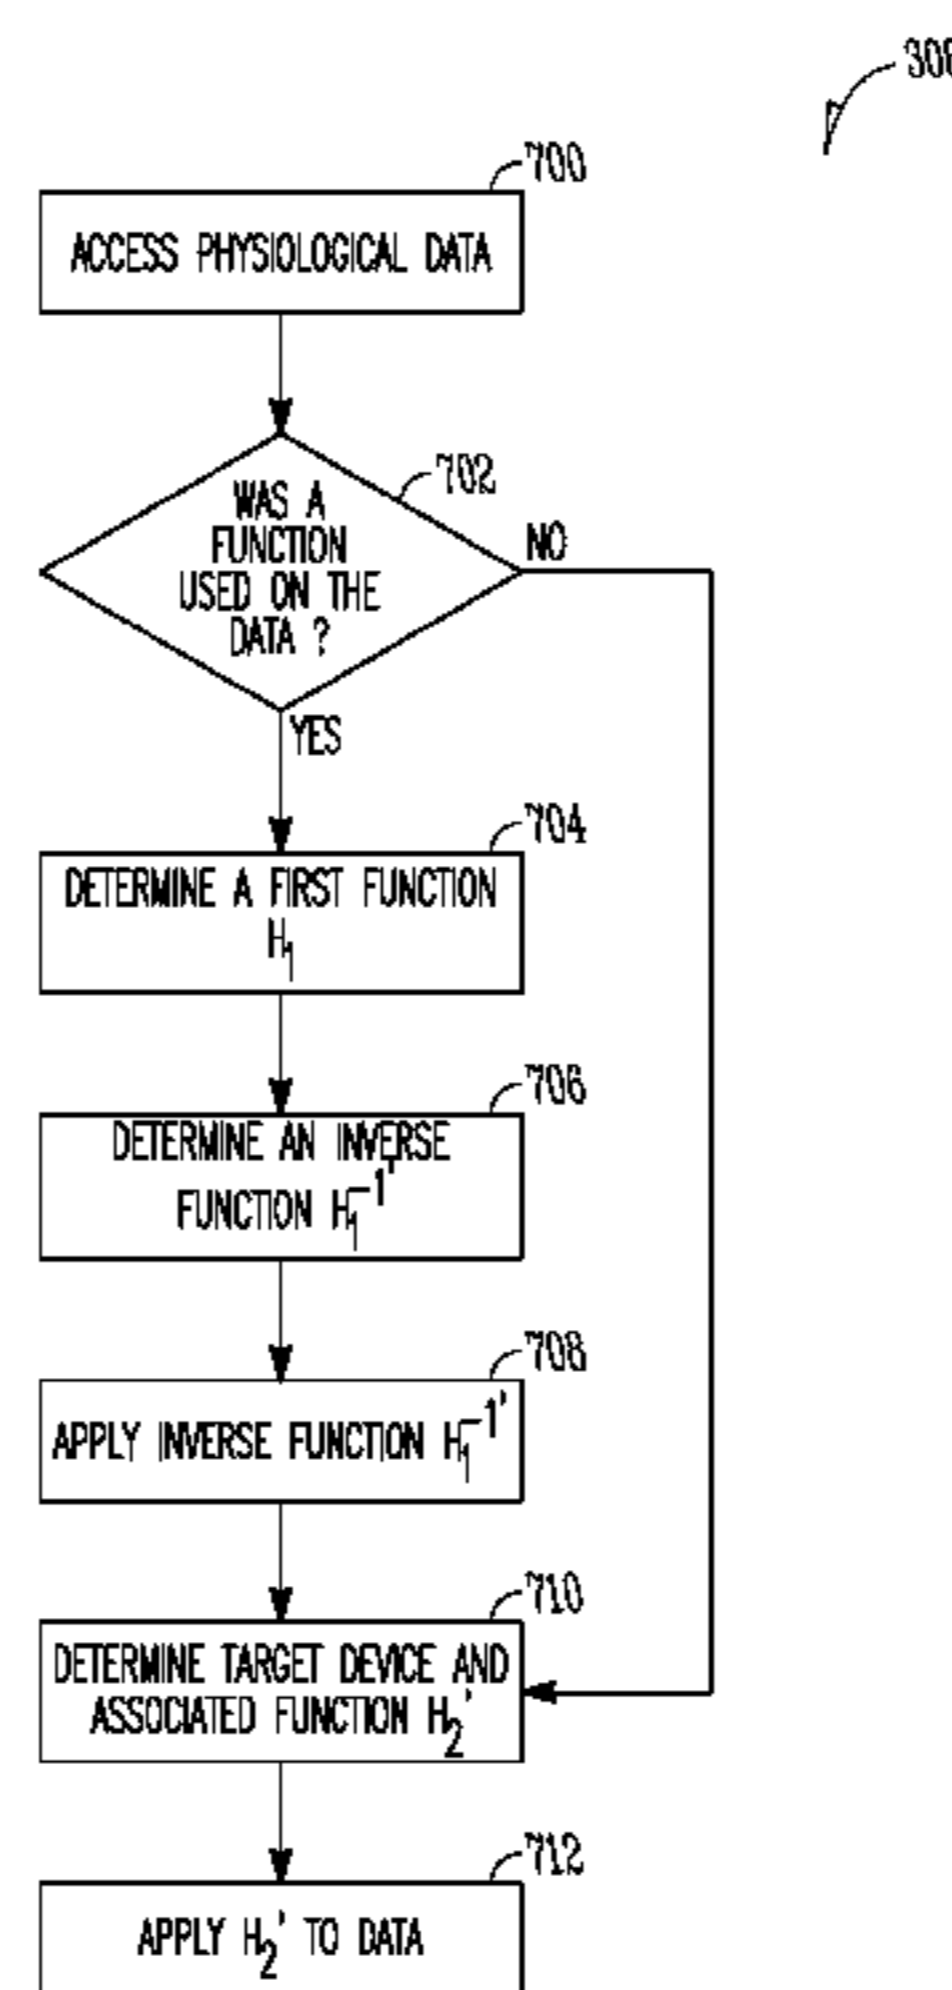 700
ACCESS PHYSIOLOGICAL DATA
702
WAS A
FUNCTION
USED ON THE
DATA ?
NO
YES
704
DETERMINE A FIRST FUNCTION
H₁
706
DETERMINE AN INVERSE
FUNCTION H₁⁻¹'
708
APPLY INVERSE FUNCTION H₁⁻¹'
710
DETERMINE TARGET DEVICE AND
ASSOCIATED FUNCTION H₂'
712
APPLY H₂' TO DATA